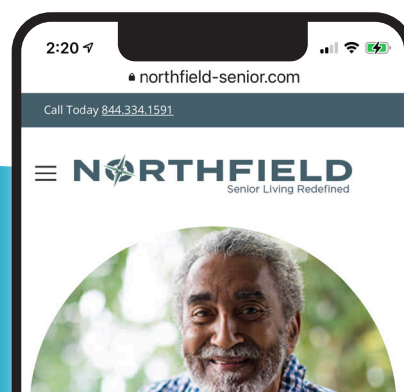 2:20
northfield-senior.com
Call Today 844.334.1591
NORTHFIELD
Senior Living Redefined